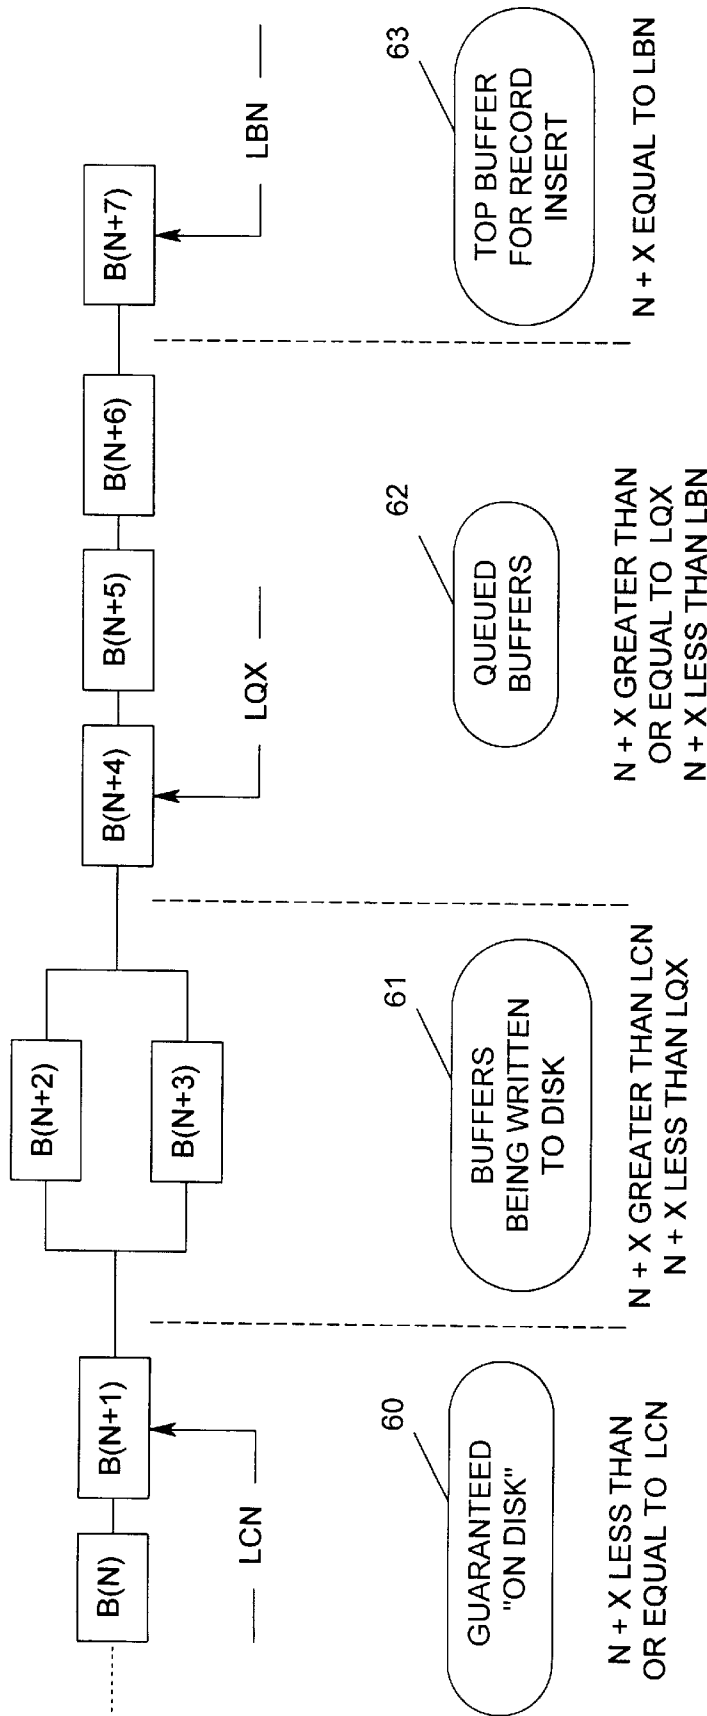 B(N)
B(N+1)
B(N+2)
B(N+3)
B(N+4)
B(N+5)
B(N+6)
B(N+7)
LCN
LQX
LBN
60
GUARANTEED
"ON DISK"
N + X LESS THAN
OR EQUAL TO LCN
61
BUFFERS
BEING WRITTEN
TO DISK
N + X GREATER THAN LCN
N + X LESS THAN LQX
62
QUEUED
BUFFERS
N + X GREATER THAN
OR EQUAL TO LQX
N + X LESS THAN LBN
63
TOP BUFFER
FOR RECORD
INSERT
N + X EQUAL TO LBN